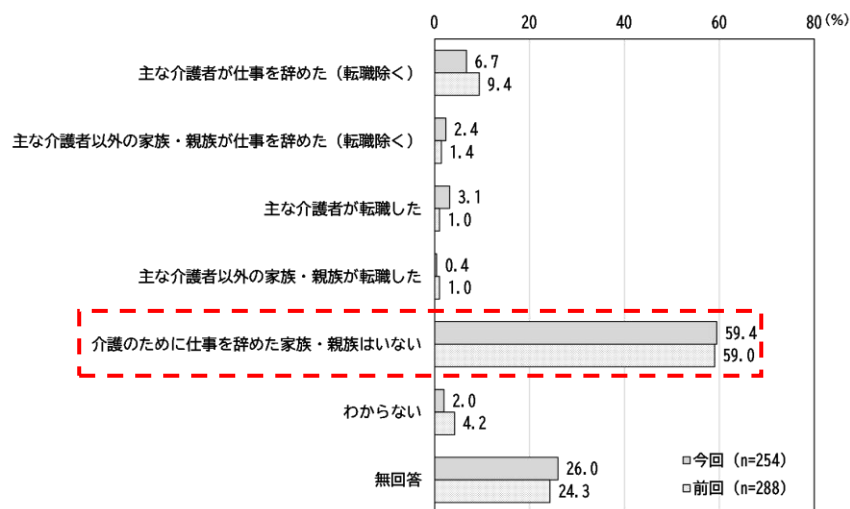 0 20 40 60 80 (%)
主な介護者が仕事を辞めた（転職除く） 6.7
9.4
主な介護者以外の家族・親族が仕事を辞めた（転職除く） 2.4
1.4
主な介護者が転職した 3.1
1.0
主な介護者以外の家族・親族が転職した 0.4
1.0
介護のために仕事を辞めた家族・親族はいない 59.4
59.0
わからない 2.0
4.2
無回答 26.0
24.3
今回（n=254）
前回（n=288）